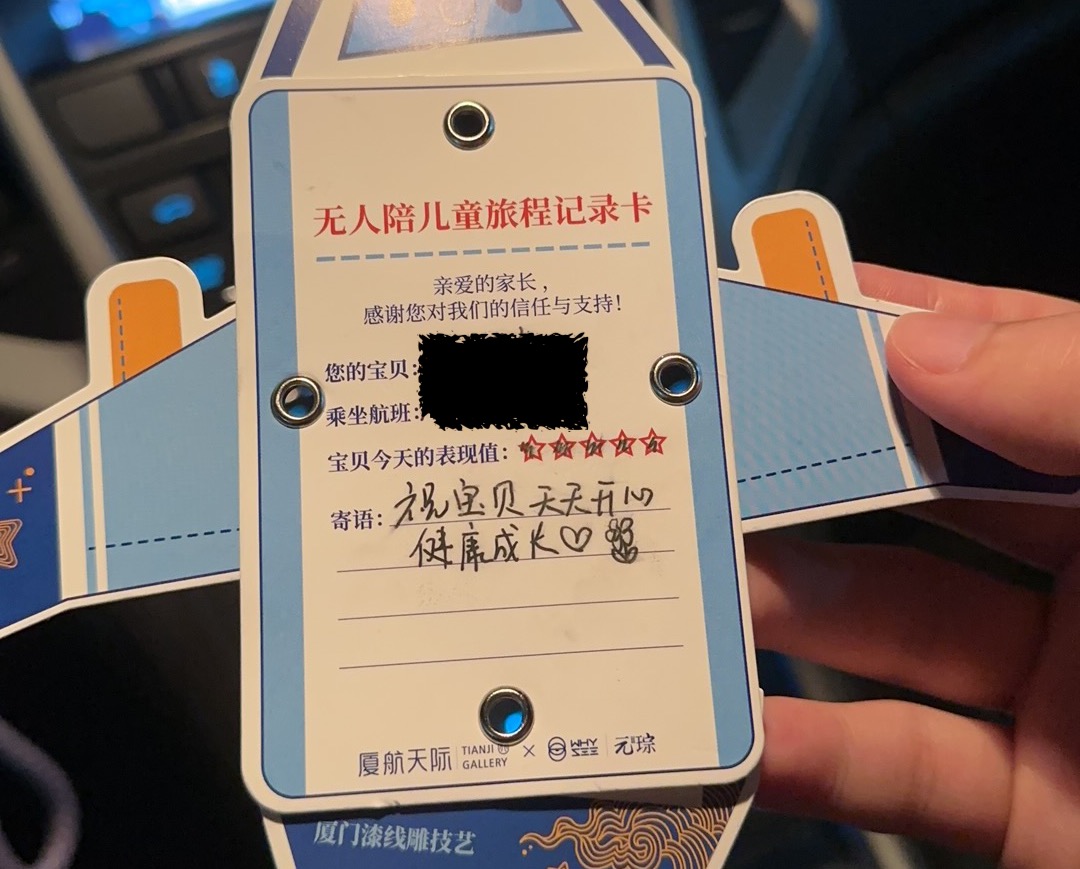 无人陪儿童旅程记录卡
亲爱的家长，
感谢您对我们的信任与支持！
您的宝贝：
乘坐航班：
宝贝今天的表现值：
寄语：祝宝贝天天开心
健康成长
厦航天际 TIANJI GALLERY × WHY SEE 元琮
厦门漆线雕技艺